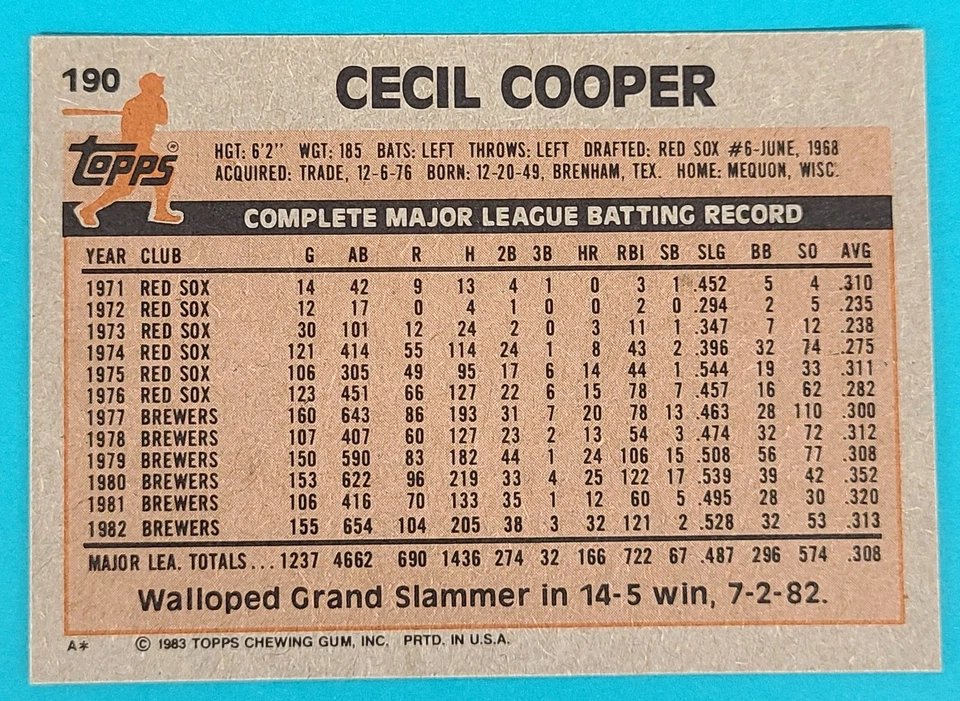 190
CECIL COOPER
Topps®
HGT: 6'2" WGT: 185 BATS: LEFT THROWS: LEFT DRAFTED: RED SOX #6-JUNE, 1968
ACQUIRED: TRADE, 12-6-76 BORN: 12-20-49, BRENHAM, TEX. HOME: MEQUON, WISC.
COMPLETE MAJOR LEAGUE BATTING RECORD
YEAR CLUB G AB R H 2B 3B HR RBI SB SLG BB SO AVG
1971 RED SOX 14 42 9 13 4 1 0 3 1 .452 5 4 .310
1972 RED SOX 12 17 0 4 1 0 0 2 0 .294 2 5 .235
1973 RED SOX 30 101 12 24 2 0 3 11 1 .347 7 12 .238
1974 RED SOX 121 414 55 114 24 1 8 43 2 .396 32 74 .275
1975 RED SOX 106 305 49 95 17 6 14 44 1 .544 19 33 .311
1976 RED SOX 123 451 66 127 22 6 15 78 7 .457 16 62 .282
1977 BREWERS 160 643 86 193 31 7 20 78 13 .463 28 110 .300
1978 BREWERS 107 407 60 127 23 2 13 54 3 .474 32 72 .312
1979 BREWERS 150 590 83 182 44 1 24 106 15 .508 56 77 .308
1980 BREWERS 153 622 96 219 33 4 25 122 17 .539 39 42 .352
1981 BREWERS 106 416 70 133 35 1 12 60 5 .495 28 30 .320
1982 BREWERS 155 654 104 205 38 3 32 121 2 .528 32 53 .313
MAJOR LEA. TOTALS...1237 4662 690 1436 274 32 166 722 67 .487 296 574 .308
Walloped Grand Slammer in 14-5 win, 7-2-82.
A* © 1983 TOPPS CHEWING GUM, INC. PRTD. IN U.S.A.